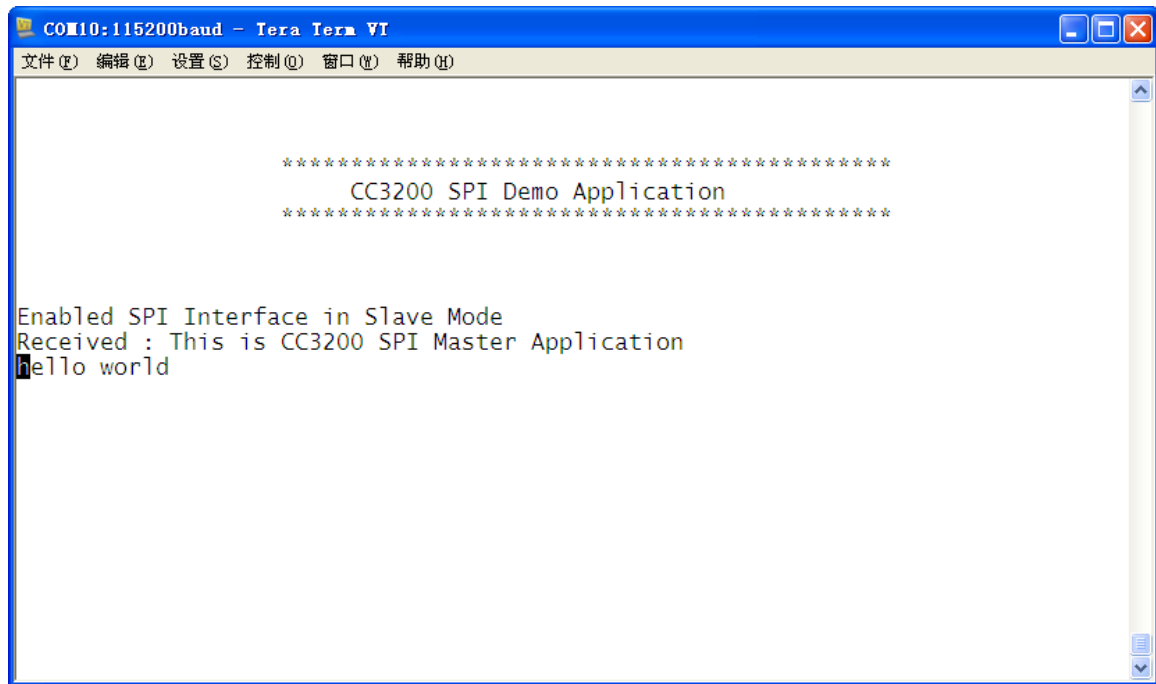 COM10:115200baud - Tera Term VT
文件(F) 编辑(E) 设置(S) 控制(O) 窗口(W) 帮助(H)
********************************************
CC3200 SPI Demo Application
********************************************
Enabled SPI Interface in Slave Mode
Received : This is CC3200 SPI Master Application
hello world